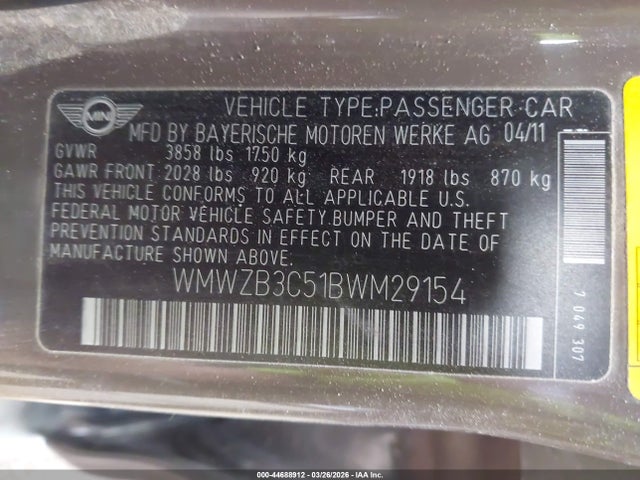 MINI
VEHICLE TYPE:PASSENGER CAR
MFD BY BAYERISCHE MOTOREN WERKE AG 04/11
GVWR 3858 lbs 1750 kg
GAWR FRONT 2028 lbs 920 kg REAR 1918 lbs 870 kg
THIS VEHICLE CONFORMS TO ALL APPLICABLE U.S.
FEDERAL MOTOR VEHICLE SAFETY,BUMPER AND THEFT
PREVENTION STANDARDS IN EFFECT ON THE DATE OF
MANUFACTURE SHOWN ABOVE.
WMWZB3C51BWM29154
7 049 307
000-44688912 | 03/26/2026 | IAA, Inc.